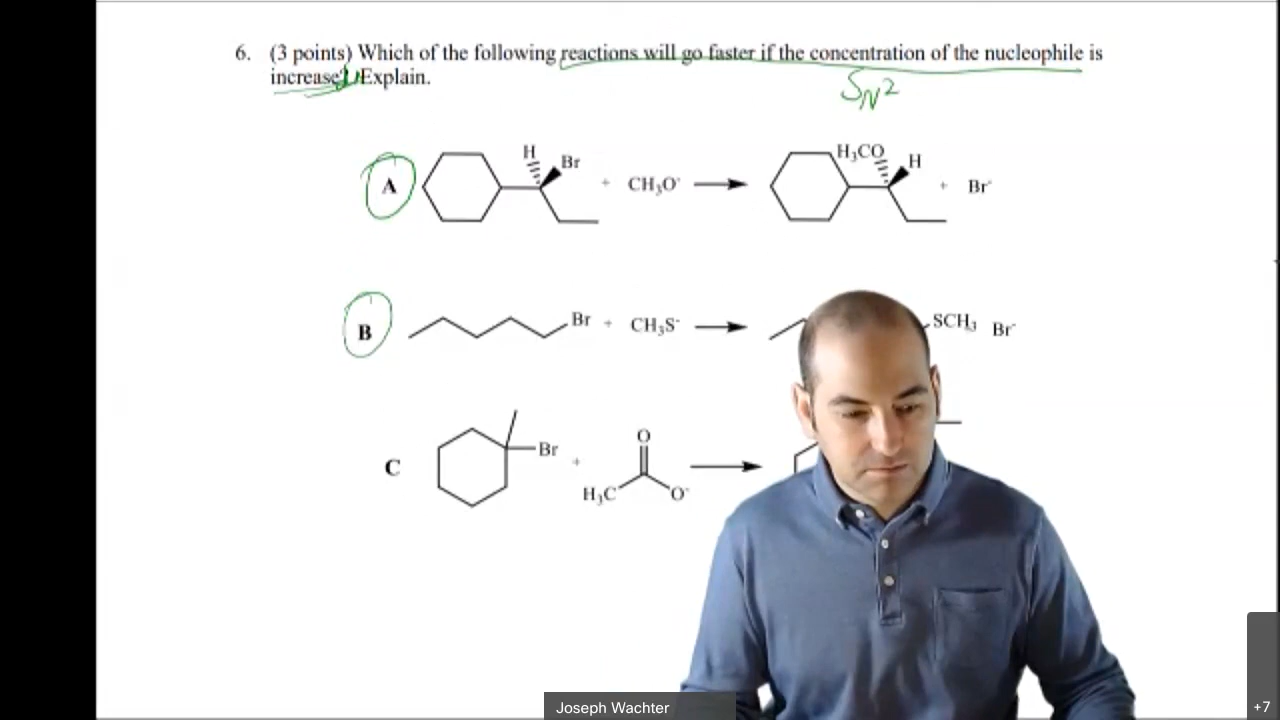 6. (3 points) Which of the following reactions will go faster if the concentration of the nucleophile is
increased? Explain.
SN2
A H Br + CH₃O⁻ H₃CO H + Br⁻
B Br + CH₃S⁻ SCH₃ Br⁻
C Br + O H₃C O⁻
Joseph Wachter
+7